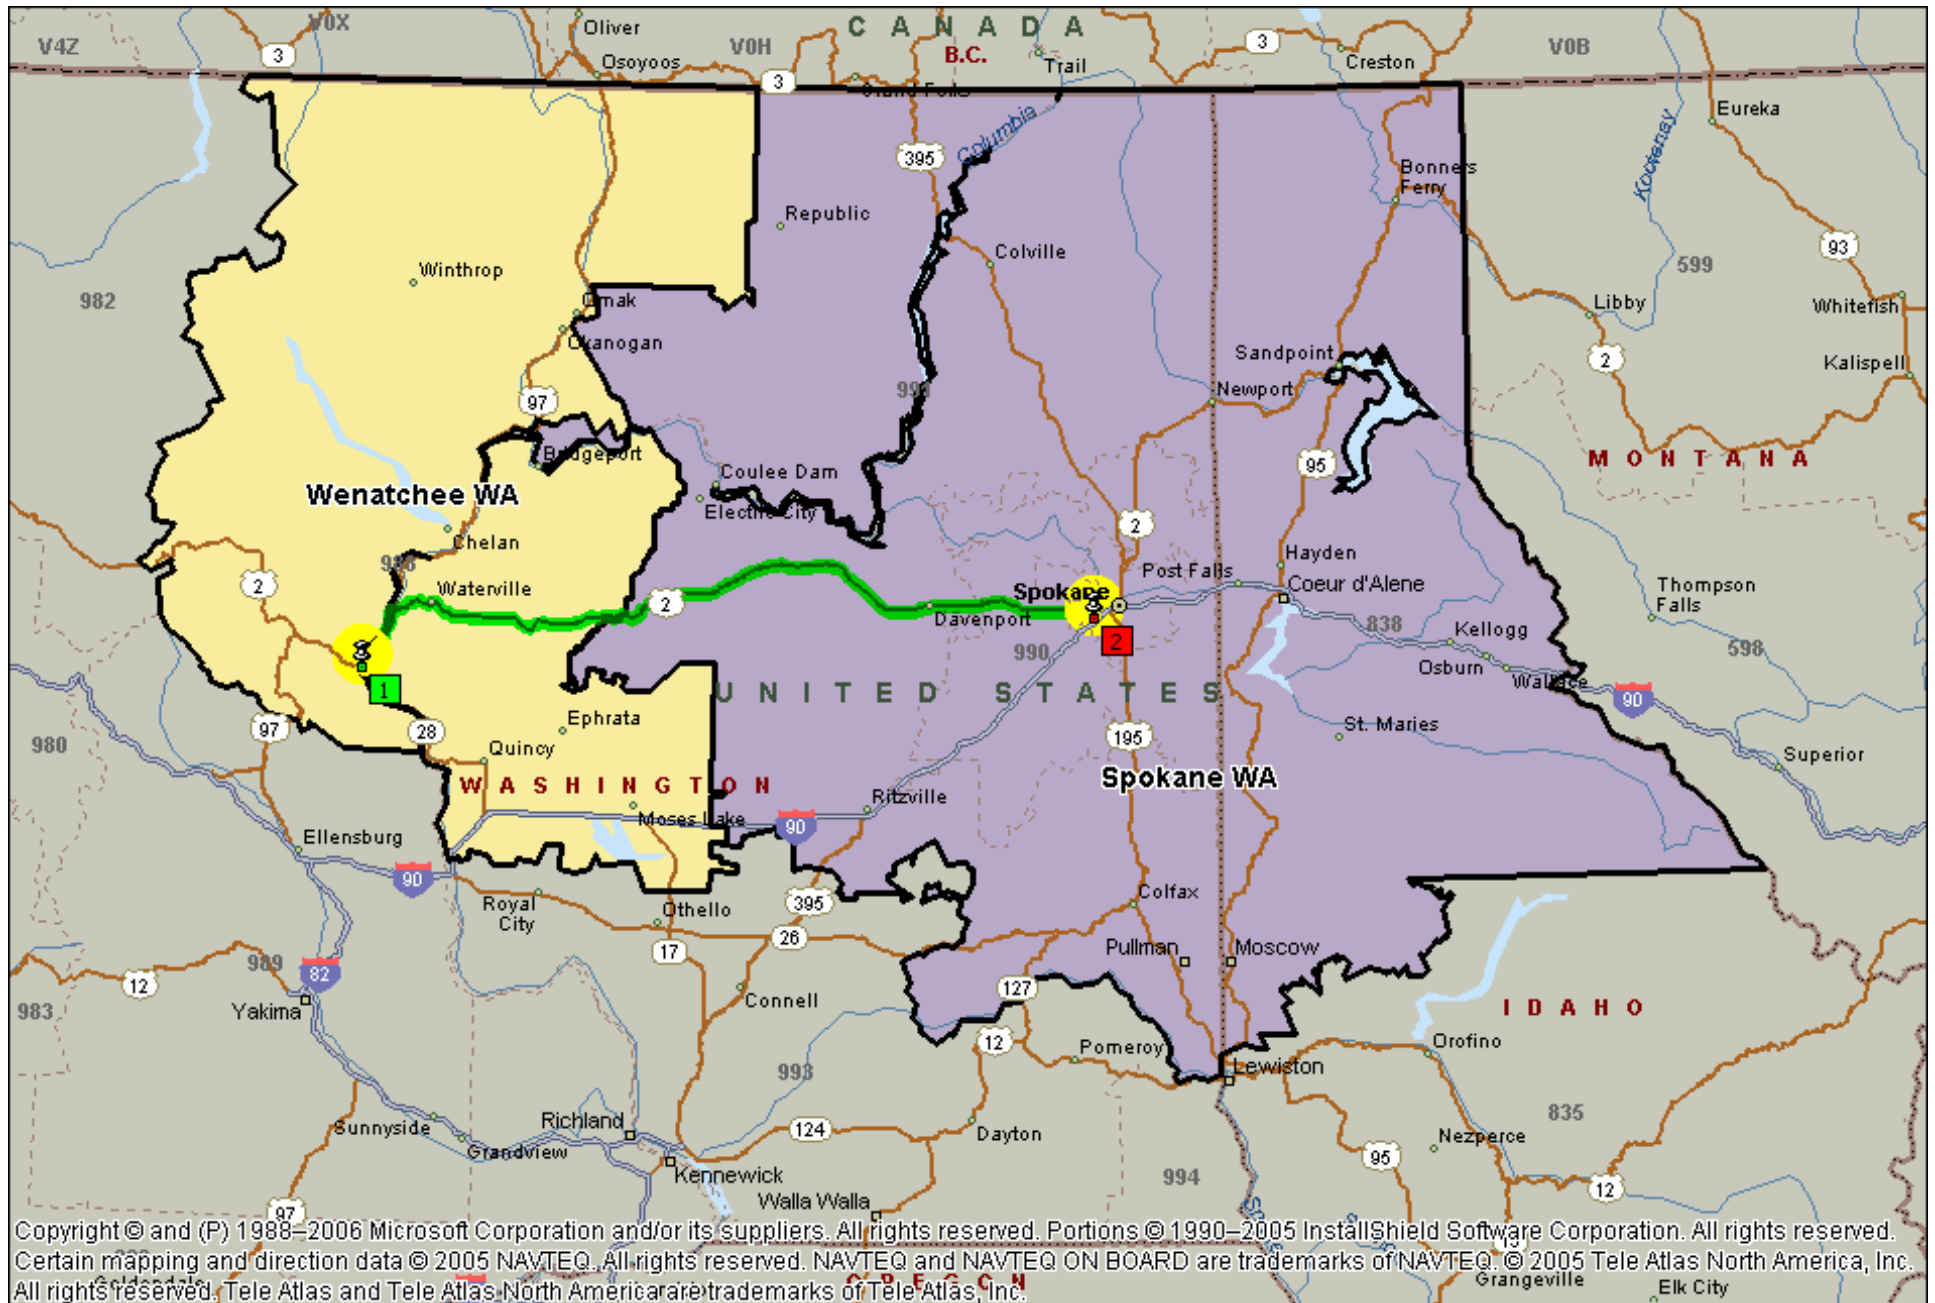 V0X
Oliver
C A N A D A
V4Z
3
V0H
B.C.
3
V0B
Osoyoos
Trail
Creston
3
Grand Forks
Eureka
Columbia
Kootenay
395
Bonners
Ferry
Republic
Colville
93
Winthrop
599
982
Omak
Libby
Whitefish
Okanogan
Sandpoint
2
Kalispell
97
991
Newport
Bridgeport
Coulee Dam
95
M O N T A N A
Wenatchee WA
Electric City
2
Chelan
Hayden
988
Post Falls
2
Waterville
Coeur d'Alene
Thompson
Falls
2
Spokane
Davenport
838
Kellogg
990
2
Osburn
598
Wallace
1
U N I T E D S T A T E S
90
97
28
Ephrata
195
St. Maries
980
Quincy
Superior
W A S H I N G T O N
Spokane WA
Ritzville
Moses Lake
90
Ellensburg
90
Royal
City
395
Colfax
Othello
26
17
Pullman
Moscow
989
82
12
127
983
Yakima
Connell
I D A H O
12
Pomeroy
Orofino
993
Lewiston
835
Sunnyside
Richland
124
Dayton
Nezperce
Grandview
95
Kennewick
994
12
Walla Walla
97
Copyright © and (P) 1988–2006 Microsoft Corporation and/or its suppliers. All rights reserved. Portions © 1990–2005 InstallShield Software Corporation. All rights reserved.
Certain mapping and direction data © 2005 NAVTEQ. All rights reserved. NAVTEQ and NAVTEQ ON BOARD are trademarks of NAVTEQ. © 2005 Tele Atlas North America, Inc.
Goldendale
O R E G O N
Grangeville
All rights reserved. Tele Atlas and Tele Atlas North America are trademarks of Tele Atlas, Inc.
Elk City